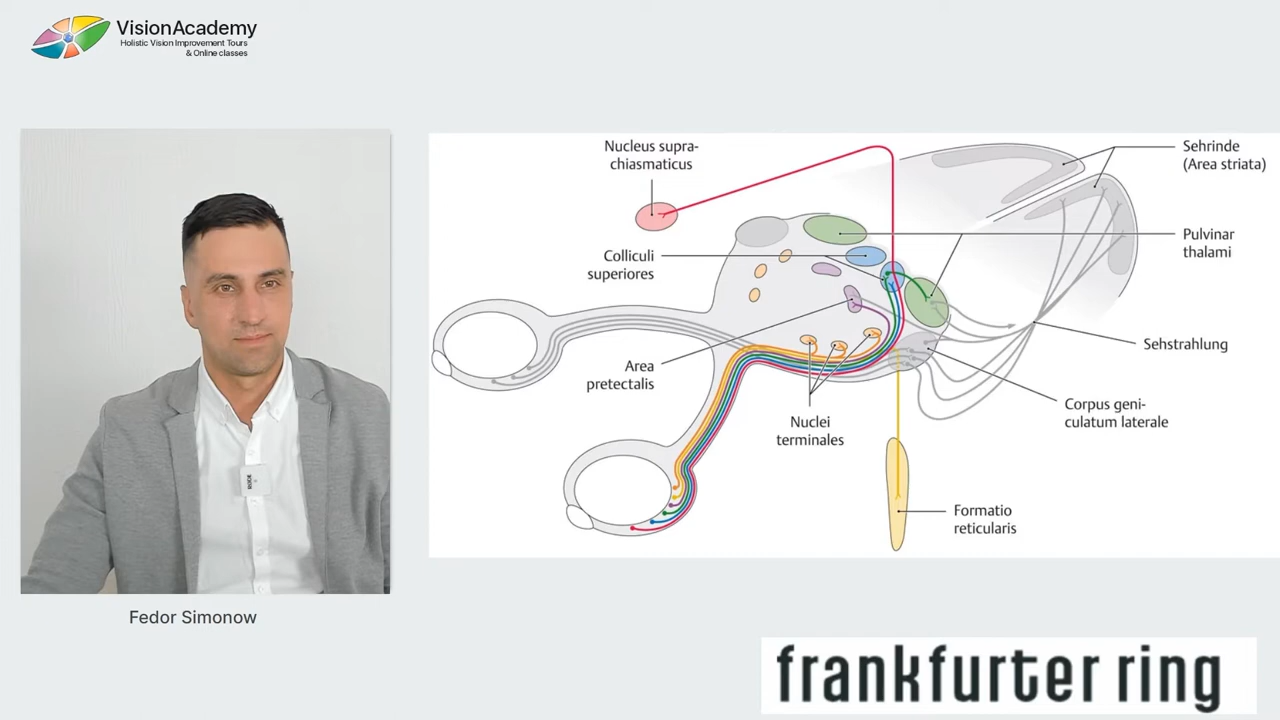 VisionAcademy
Holistic Vision Improvement Tours
& Online classes
Nucleus supra-
chiasmaticus
Sehrinde
(Area striata)
Pulvinar
thalami
Colliculi
superiores
Area
pretectalis
Sehstrahlung
Nuclei
terminales
Corpus geni-
culatum laterale
Formatio
reticularis
RODE
Fedor Simonow
frankfurter ring